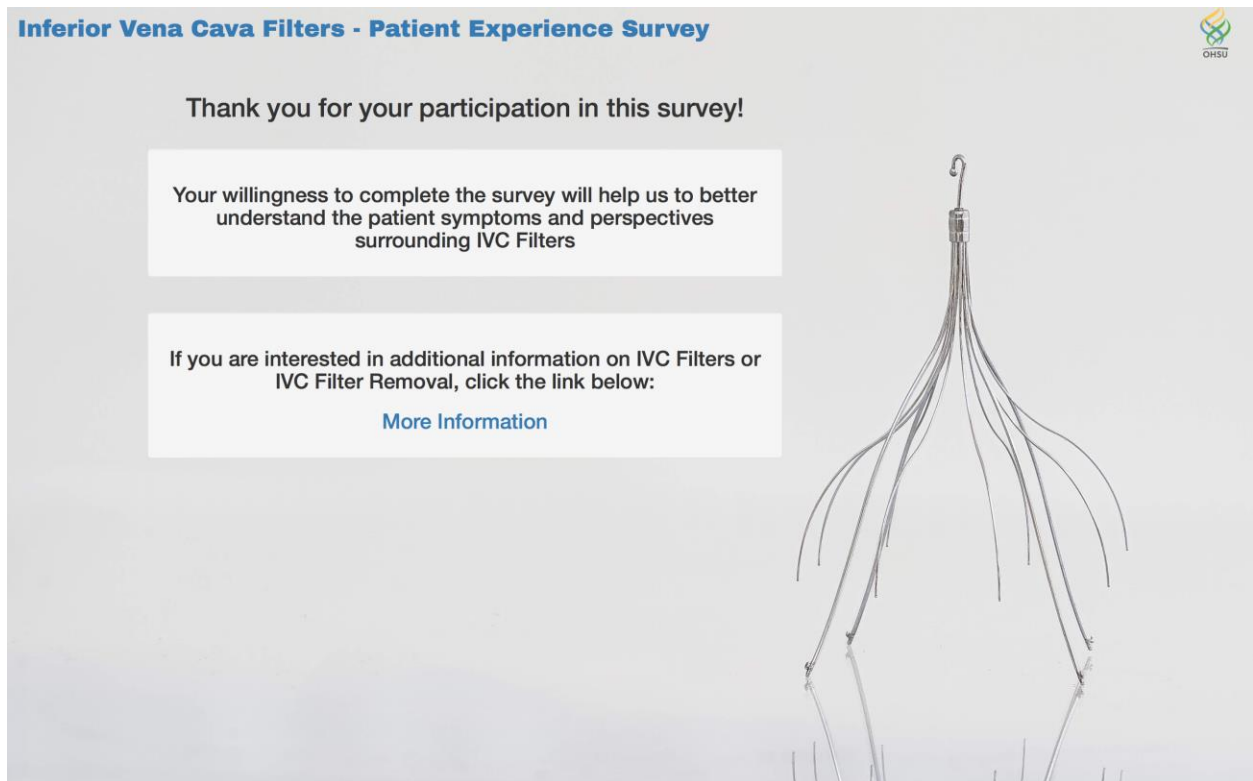 Inferior Vena Cava Filters - Patient Experience Survey
OHSU
Thank you for your participation in this survey!
Your willingness to complete the survey will help us to better
understand the patient symptoms and perspectives
surrounding IVC Filters
If you are interested in additional information on IVC Filters or
IVC Filter Removal, click the link below:
More Information